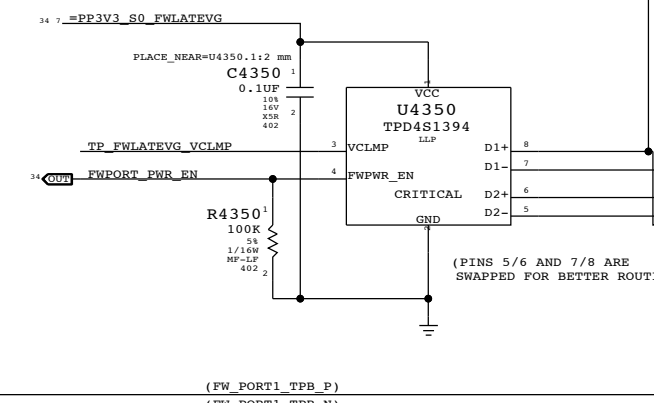 34 7 =PP3V3_S0_FWLATEVG
PLACE_NEAR=U4350.1:2 mm
C4350 1
0.1UF
10%
16V
X5R
402
2
1
VCC
U4350
TPD4S1394
LLP
TP_FWLATEVG_VCLMP 3 VCLMP
D1+ 8
D1- 7
34 OUT FWPORT_PWR_EN 4 FWPWR_EN
CRITICAL
D2+ 6
D2- 5
GND
2
R4350 1
100K
5%
1/16W
MF-LF
402
2
(PINS 5/6 AND 7/8 ARE
SWAPPED FOR BETTER ROUTI
(FW_PORT1_TPB_P)
(FW_PORT1_TPB_N)